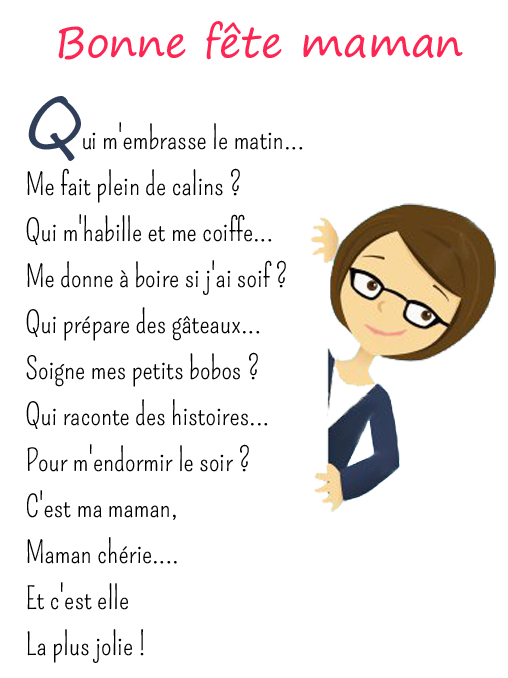 Bonne fête maman
Qui m'embrasse le matin...
Me fait plein de calins ?
Qui m'habille et me coiffe...
Me donne à boire si j'ai soif ?
Qui prépare des gâteaux...
Soigne mes petits bobos ?
Qui raconte des histoires...
Pour m'endormir le soir ?
C'est ma maman,
Maman chérie....
Et c'est elle
La plus jolie !